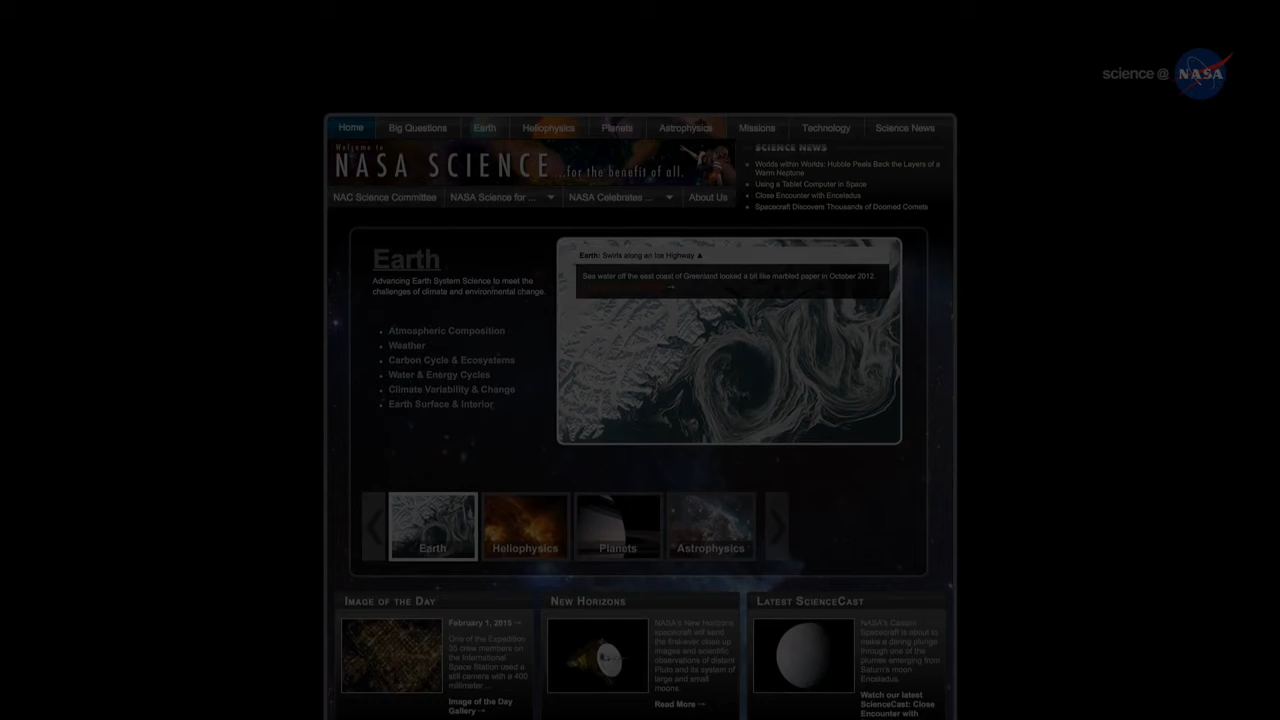 science @ NASA
Home Big Questions Earth Heliophysics Planets Astrophysics Missions Technology Science News
Welcome to
NASA SCIENCE ...for the benefit of all.
SCIENCE NEWS
Worlds within Worlds: Hubble Peels Back the Layers of a
Warm Neptune
Using a Tablet Computer in Space
Close Encounter with Enceladus
Spacecraft Discovers Thousands of Doomed Comets
NAC Science Committee NASA Science for ... NASA Celebrates ... About Us
Earth
Advancing Earth System Science to meet the
challenges of climate and environmental change.
Atmospheric Composition
Weather
Carbon Cycle & Ecosystems
Water & Energy Cycles
Climate Variability & Change
Earth Surface & Interior
Earth: Swirls along an Ice Highway
Sea water off the east coast of Greenland looked a bit like marbled paper in October 2012.
Earth Heliophysics Planets Astrophysics
IMAGE OF THE DAY
February 1, 2015 →
One of the Expedition
35 crew members on
the International
Space Station used a
still camera with a 400
millimeter ...
Image of the Day
Gallery →
NEW HORIZONS
NASA's New Horizons
spacecraft will send
the first-ever close up
images and scientific
observations of distant
Pluto and its system of
large and small
moons.
Read More →
LATEST SCIENCECAST
NASA's Cassini
Spacecraft is about to
make a daring plunge
through one of the
plumes emerging from
Saturn's moon
Enceladus.
Watch our latest
ScienceCast: Close
Encounter with